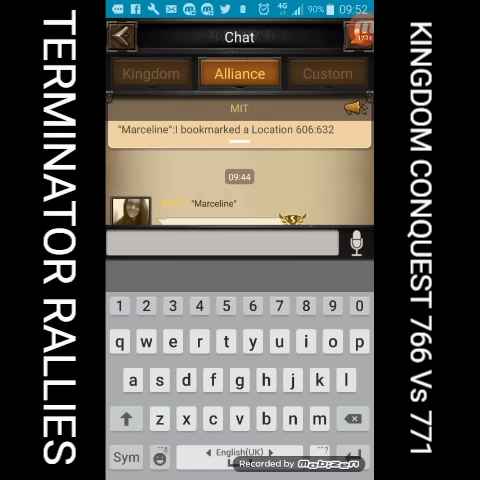 TERMINATOR RALLIES
4G
90%
09:52
Chat
Kingdom
Alliance
Custom
MIT
"Marceline":I bookmarked a Location 606:632
09:44
"Marceline"
1 2 3 4 5 6 7 8 9 0
q w e r t y u i o p
a s d f g h j k l
z x c v b n m
Sym
English(UK)
Recorded by mobizen
KINGDOM CONQUEST 766 Vs 771